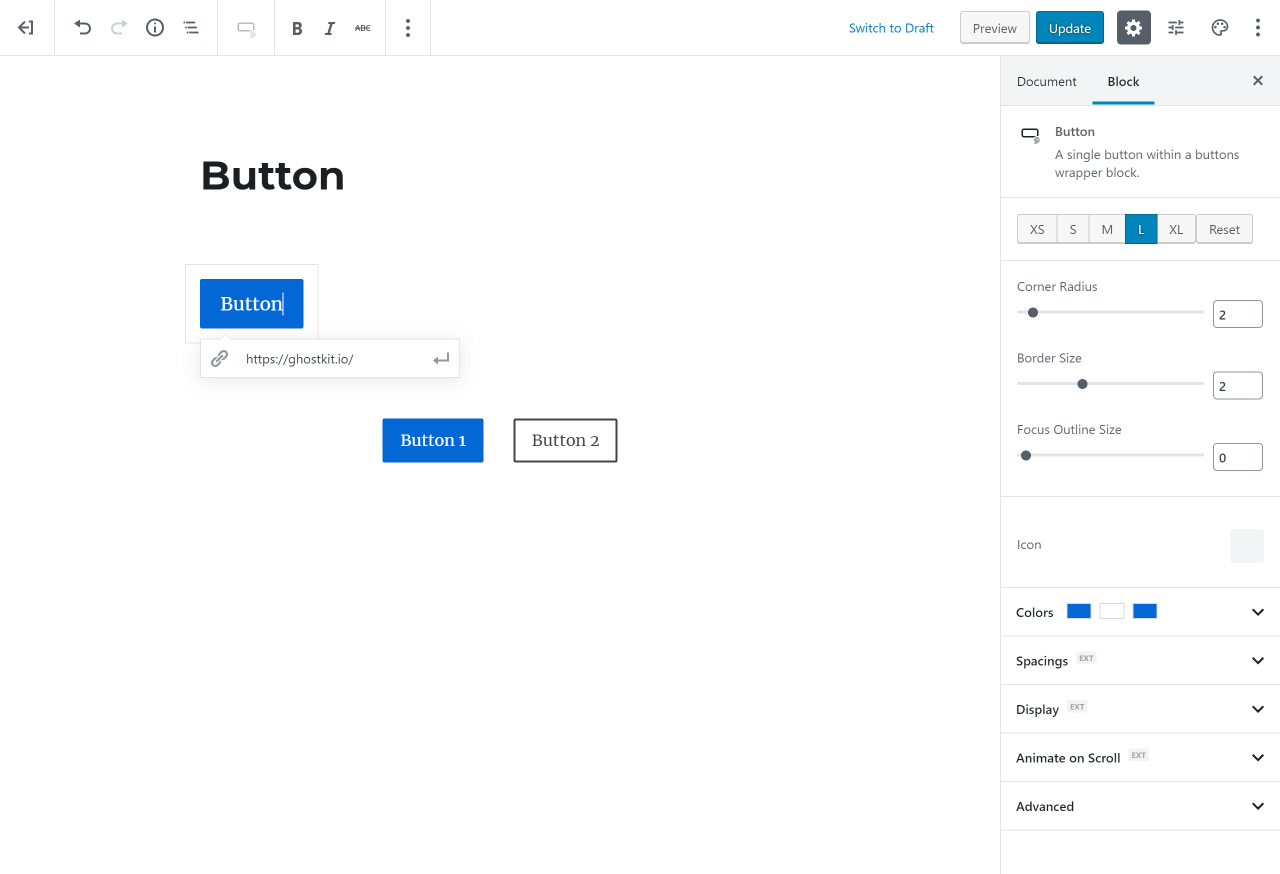 B I ABC Switch to Draft Preview Update
Document Block
Button
A single button within a buttons
wrapper block.
Button
XS S M L XL Reset
Button
https://ghostkit.io/
Corner Radius
2
Border Size
2
Button 1 Button 2
Focus Outline Size
0
Icon
Colors
Spacings EXT
Display EXT
Animate on Scroll EXT
Advanced